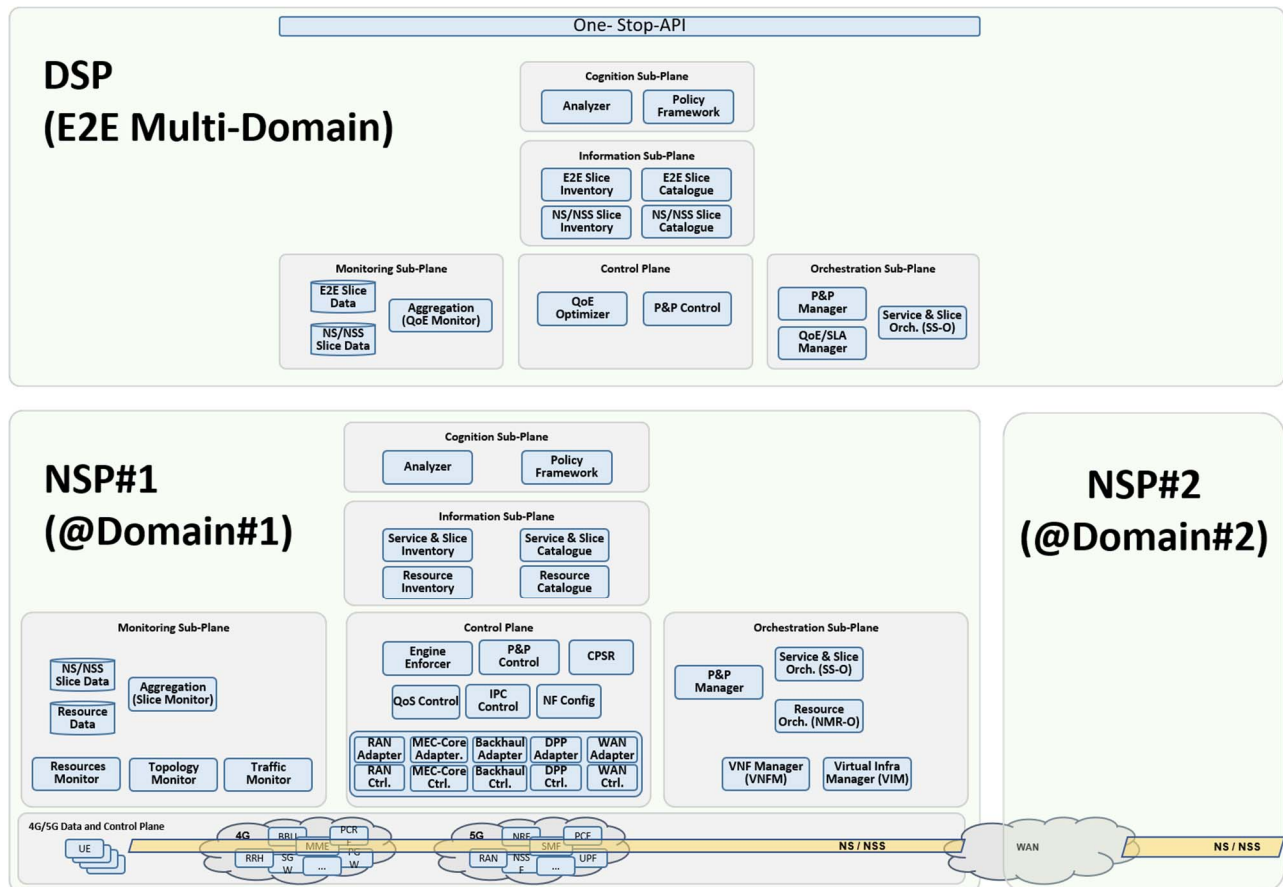 One- Stop-API
DSP
(E2E Multi-Domain)
Cognition Sub-Plane
Analyzer
Policy
Framework
Information Sub-Plane
E2E Slice
Inventory
E2E Slice
Catalogue
NS/NSS Slice
Inventory
NS/NSS Slice
Catalogue
Monitoring Sub-Plane
E2E Slice
Data
NS/NSS
Slice Data
Aggregation
(QoE Monitor)
Control Plane
QoE
Optimizer
P&P Control
Orchestration Sub-Plane
P&P
Manager
QoE/SLA
Manager
Service & Slice
Orch. (SS-O)
NSP#1
(@Domain#1)
Cognition Sub-Plane
Analyzer
Policy
Framework
Information Sub-Plane
Service & Slice
Inventory
Service & Slice
Catalogue
Resource
Inventory
Resource
Catalogue
Monitoring Sub-Plane
NS/NSS
Slice Data
Resource
Data
Aggregation
(Slice Monitor)
Resources
Monitor
Topology
Monitor
Traffic
Monitor
Control Plane
Engine
Enforcer
P&P
Control
CPSR
QoS Control
IPC
Control
NF Config
RAN
Adapter
MEC-Core
Adapter.
Backhaul
Adapter
DPP
Adapter
WAN
Adapter
RAN
Ctrl.
MEC-Core
Ctrl.
Backhaul
Ctrl.
DPP
Ctrl.
WAN
Ctrl.
Orchestration Sub-Plane
P&P
Manager
Service & Slice
Orch. (SS-O)
Resource
Orch. (NMR-O)
VNF Manager
(VNFM)
Virtual Infra
Manager (VIM)
NSP#2
(@Domain#2)
4G/5G Data and Control Plane
UE
4G
BBU
PCR
F
MME
RRH
SG
W
...
PG
W
5G
NRF
PCF
SMF
RAN
NSS
F
...
UPF
NS / NSS
WAN
NS / NSS